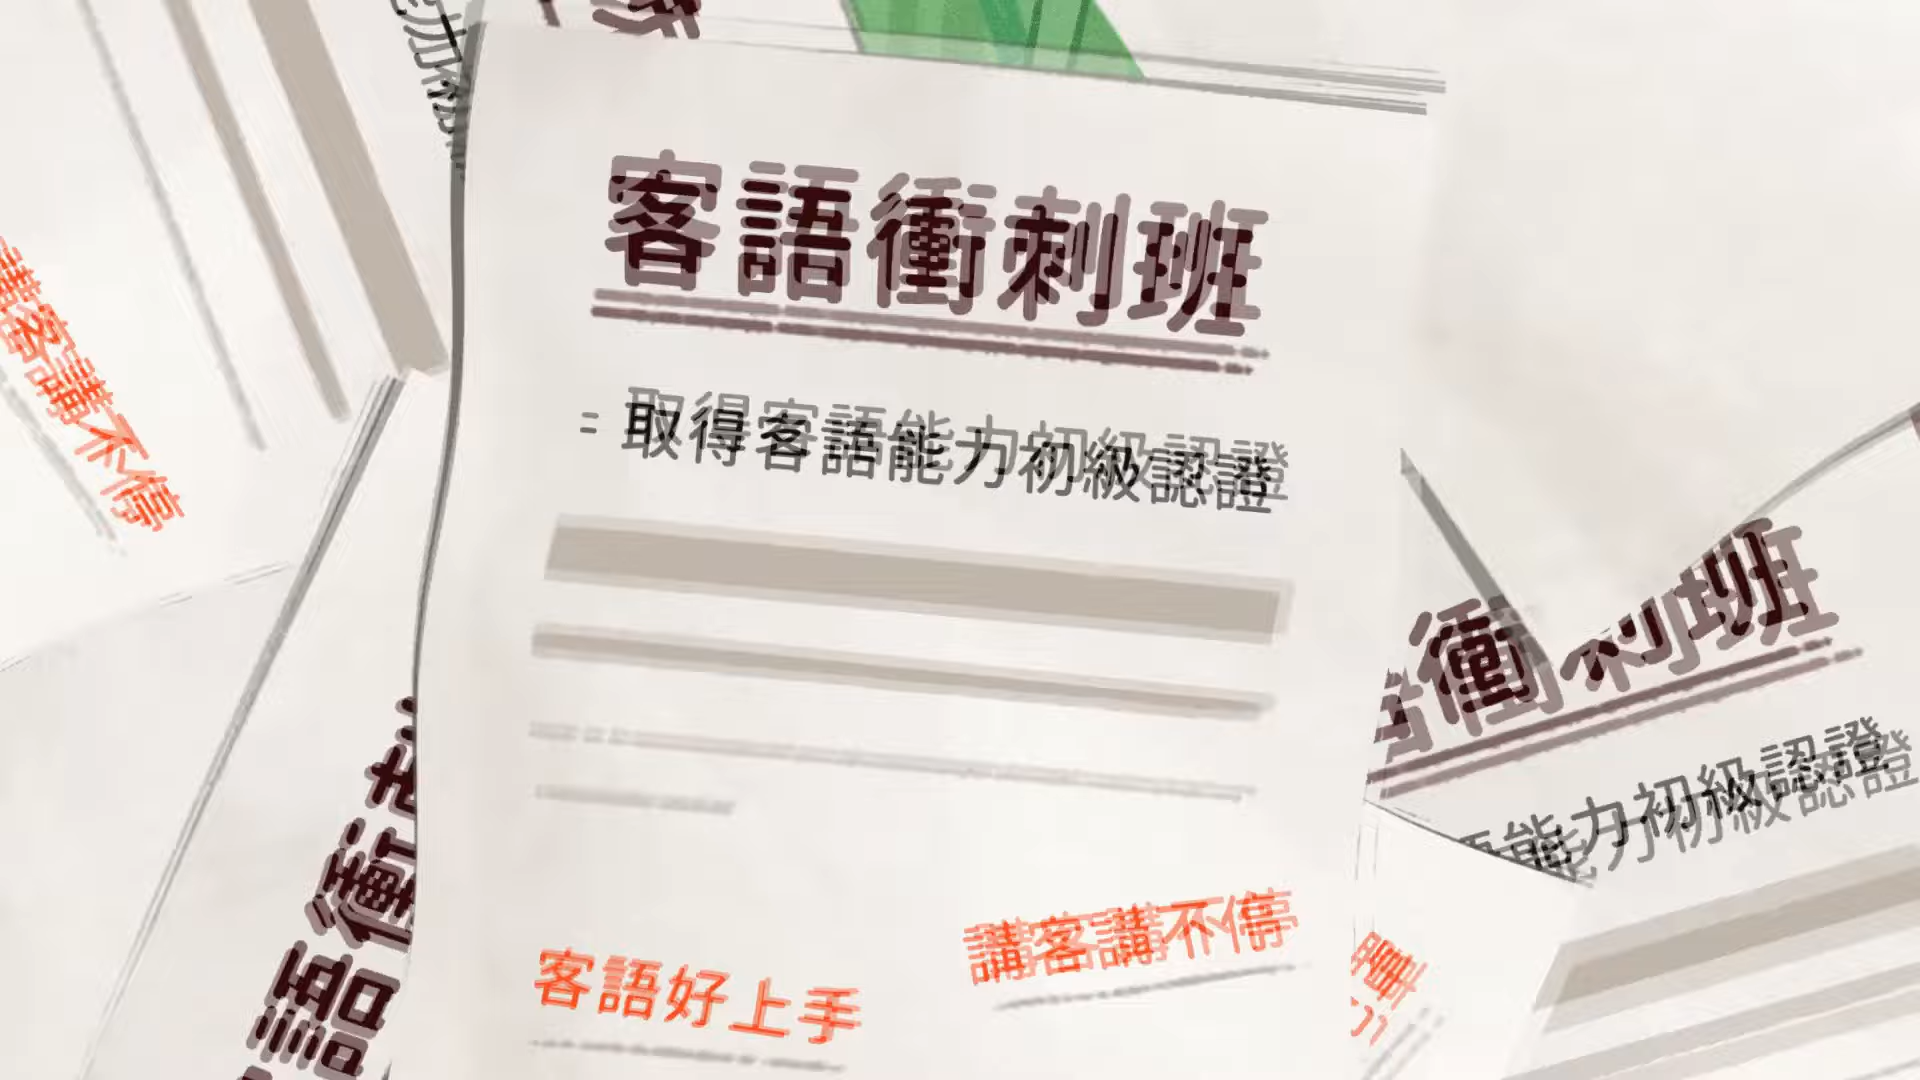 客語衝刺班
= 取得客語能力初級認證
講客講不停
客語好上手
講客講不停
衝刺班
能力初級認證
語衝